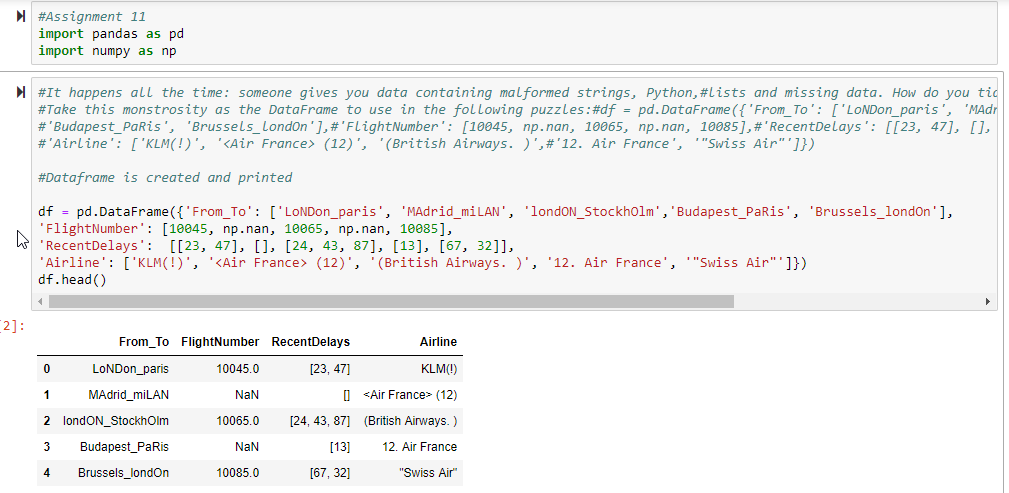 #Assignment 11
import pandas as pd
import numpy as np
#It happens all the time: someone gives you data containing malformed strings, Python,#lists and missing data. How do you tid
#Take this monstrosity as the DataFrame to use in the following puzzles:#df = pd.DataFrame({'From_To': ['LoNDon_paris', 'MAdr
#'Budapest_PaRis', 'Brussels_londOn'],#'FlightNumber': [10045, np.nan, 10065, np.nan, 10085],#'RecentDelays': [[23, 47], [],
#'Airline': ['KLM(!)', '<Air France> (12)', '(British Airways. )',#'12. Air France', '"Swiss Air"']})
#Dataframe is created and printed
df = pd.DataFrame({'From_To': ['LoNDon_paris', 'MAdrid_miLAN', 'londON_StockhOlm','Budapest_PaRis', 'Brussels_londOn'],
'FlightNumber': [10045, np.nan, 10065, np.nan, 10085],
'RecentDelays':  [[23, 47], [], [24, 43, 87], [13], [67, 32]],
'Airline': ['KLM(!)', '<Air France> (12)', '(British Airways. )', '12. Air France', '"Swiss Air"']})
df.head()
[2]:
From_To FlightNumber RecentDelays Airline
0 LoNDon_paris 10045.0 [23, 47] KLM(!)
1 MAdrid_miLAN NaN [] <Air France> (12)
2 londON_StockhOlm 10065.0 [24, 43, 87] (British Airways. )
3 Budapest_PaRis NaN [13] 12. Air France
4 Brussels_londOn 10085.0 [67, 32] "Swiss Air"